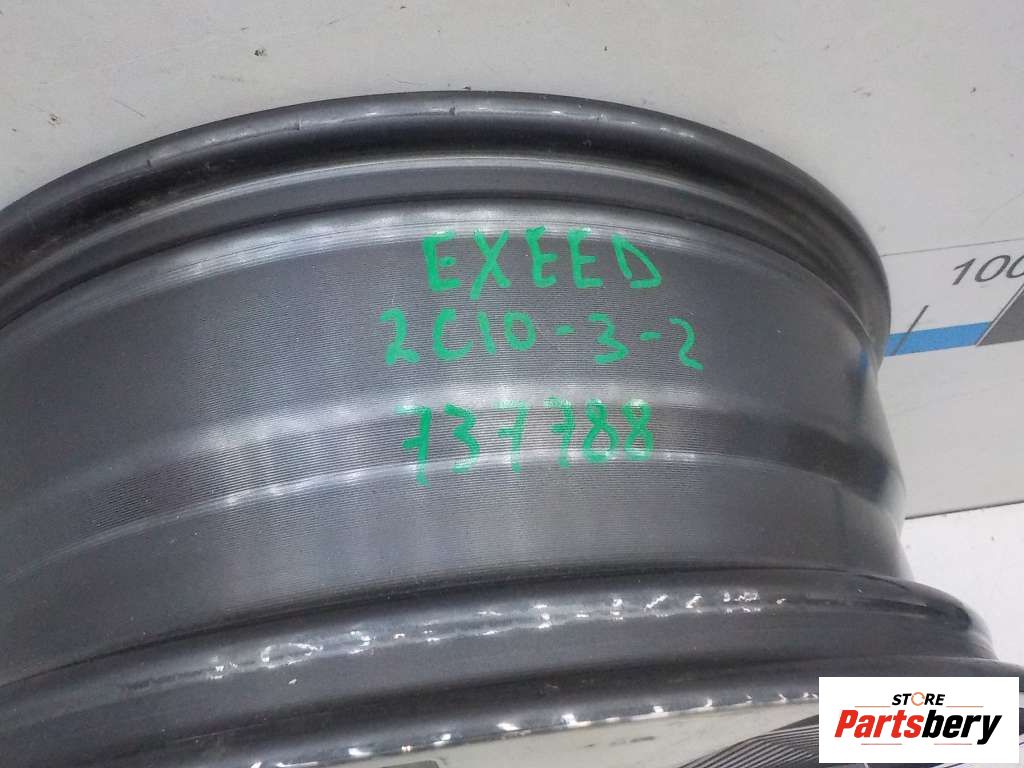 EXEED
2C10-3-2
737788
100
STORE
Partsbery